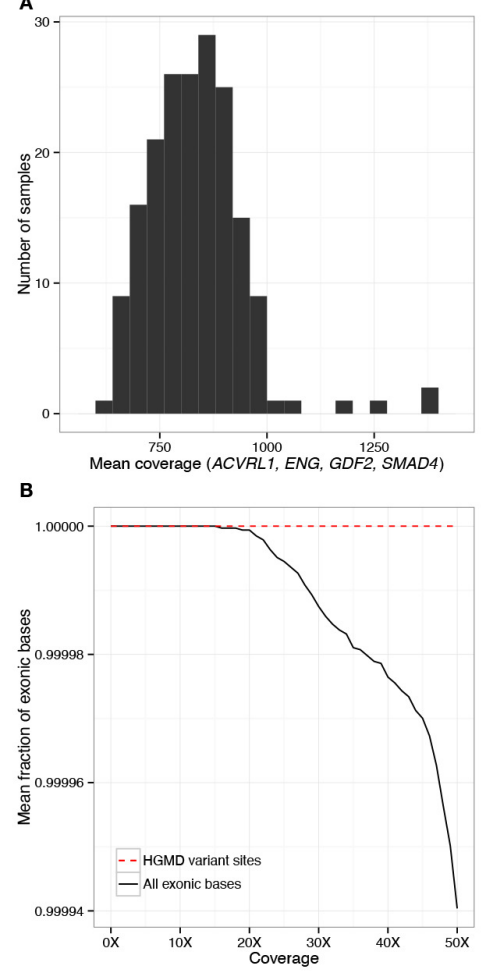 A
30
20
10
0
Number of samples
750 1000 1250
Mean coverage (ACVRL1, ENG, GDF2, SMAD4)
B
1.00000
0.99998
0.99996
0.99994
Mean fraction of exonic bases
HGMD variant sites
All exonic bases
0X 10X 20X 30X 40X 50X
Coverage